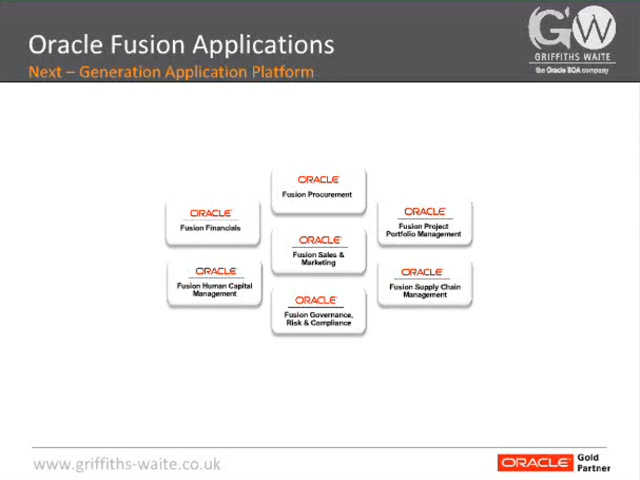 Oracle Fusion Applications
Next – Generation Application Platform
GW
GRIFFITHS WAITE
the Oracle SOA company
ORACLE
Fusion Procurement
ORACLE
Fusion Financials
ORACLE
Fusion Project
Portfolio Management
ORACLE
Fusion Sales &
Marketing
ORACLE
Fusion Human Capital
Management
ORACLE
Fusion Supply Chain
Management
ORACLE
Fusion Governance,
Risk & Compliance
www.griffiths-waite.co.uk
ORACLE
Gold
Partner